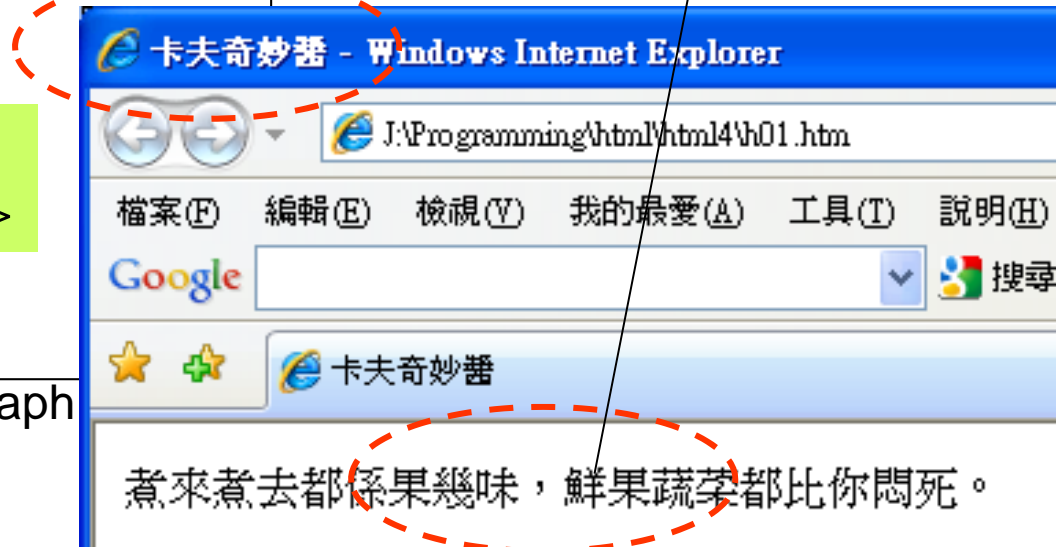 卡夫奇妙醬 - Windows Internet Explorer
J:\Programming\html\html4\h01.htm
>
檔案(F) 編輯(E) 檢視(V) 我的最愛(A) 工具(T) 說明(H)
Google 搜尋
卡夫奇妙醬
aph
煮來煮去都係果幾味，鮮果蔬菜都比你悶死。